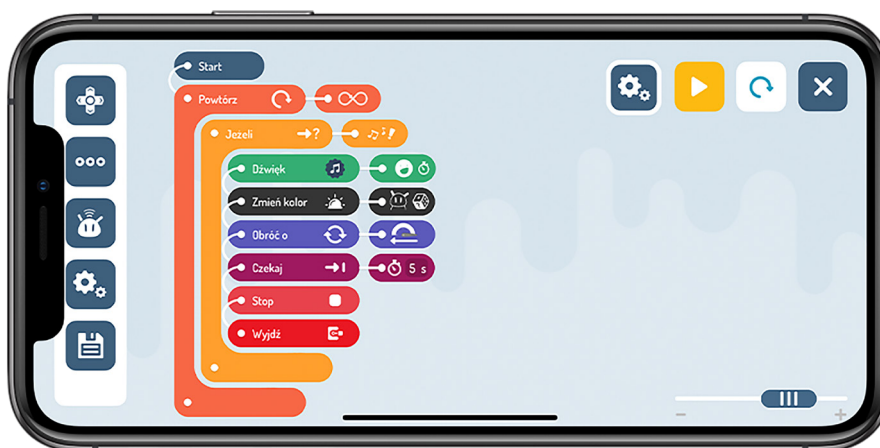 Start
Powtórz
Jeżeli
Dźwięk
Zmień kolor
Obróć o
Czekaj 5 s
Stop
Wyjdź